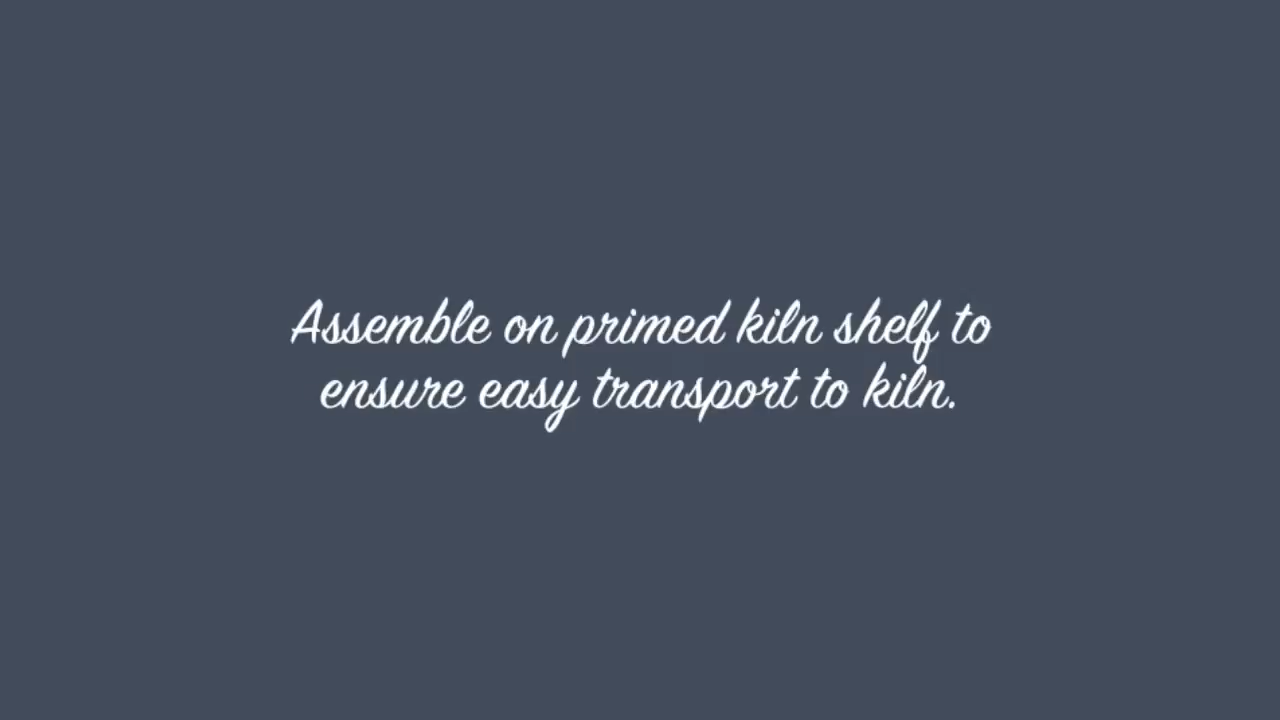 Assemble on primed kiln shelf to
ensure easy transport to kiln.